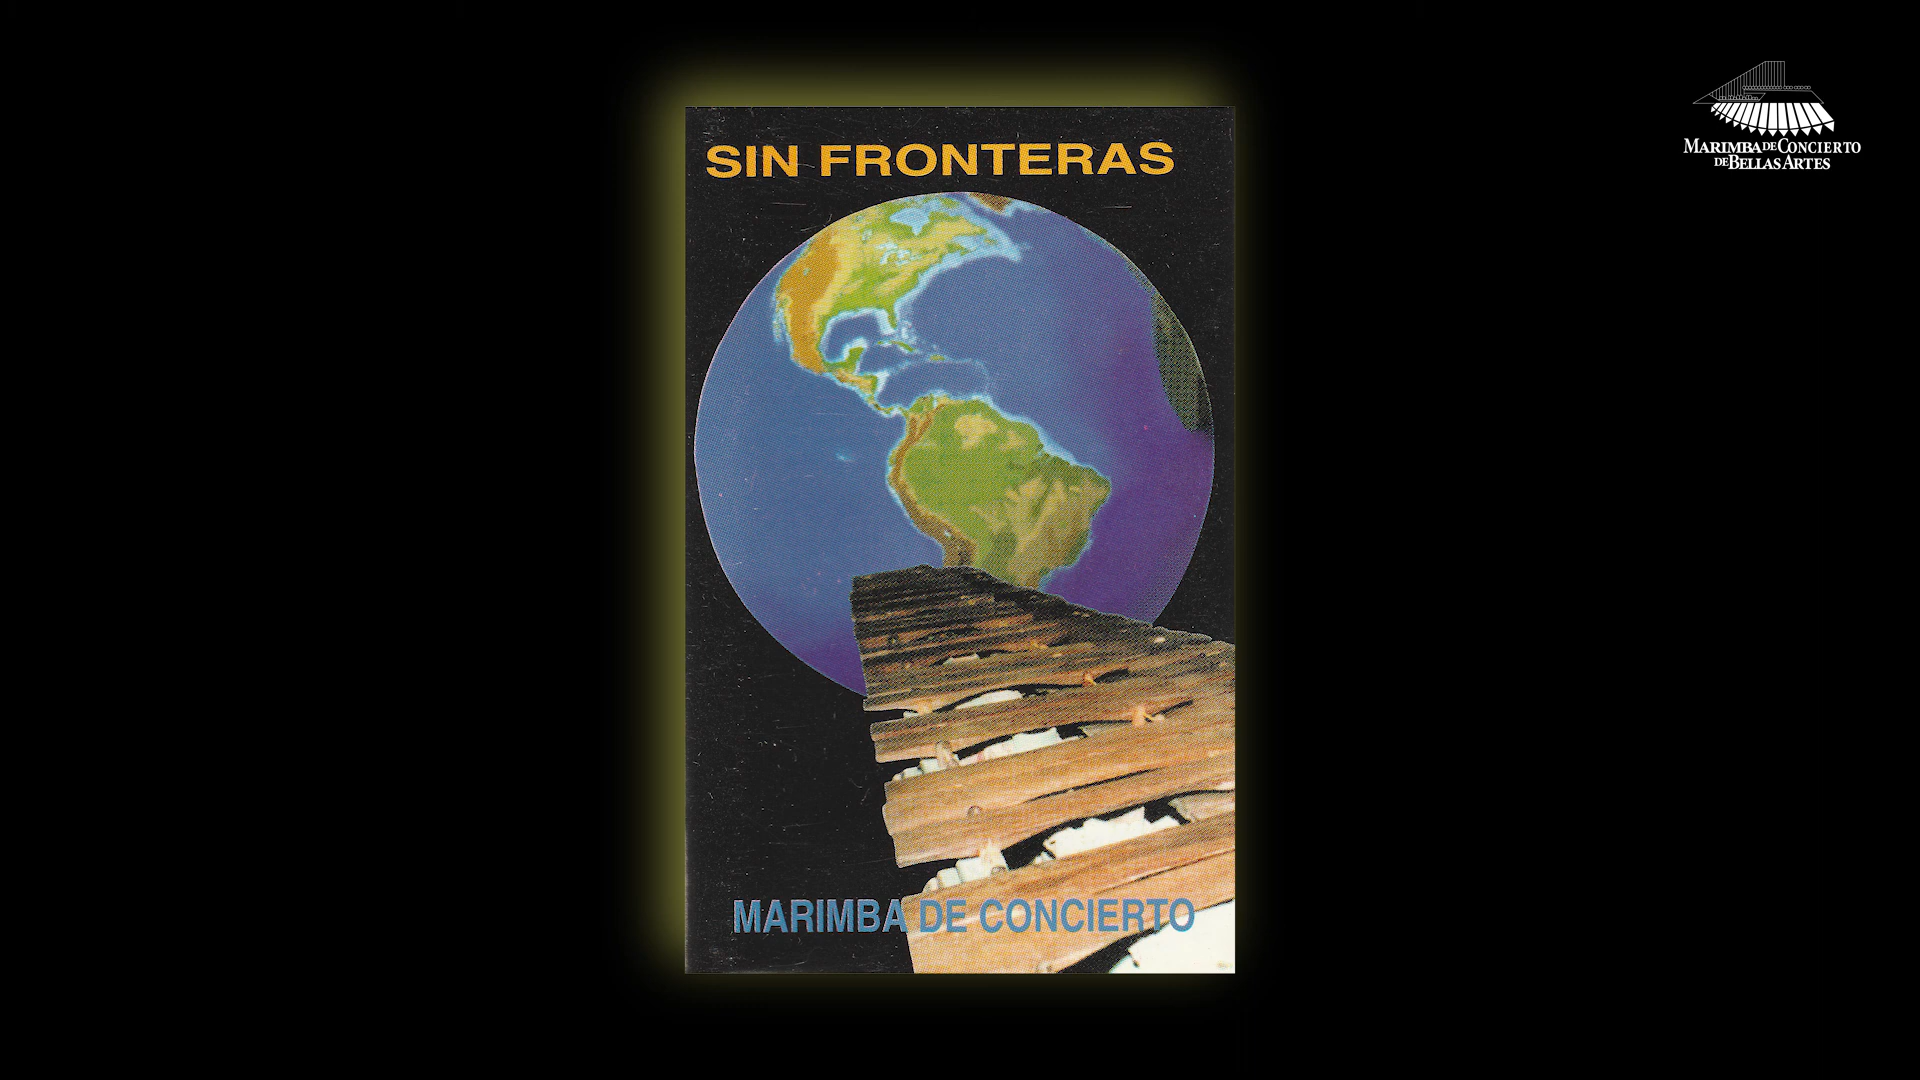 SIN FRONTERAS
MARIMBA DE CONCIERTO
DE BELLAS ARTES
MARIMBA DE CONCIERTO